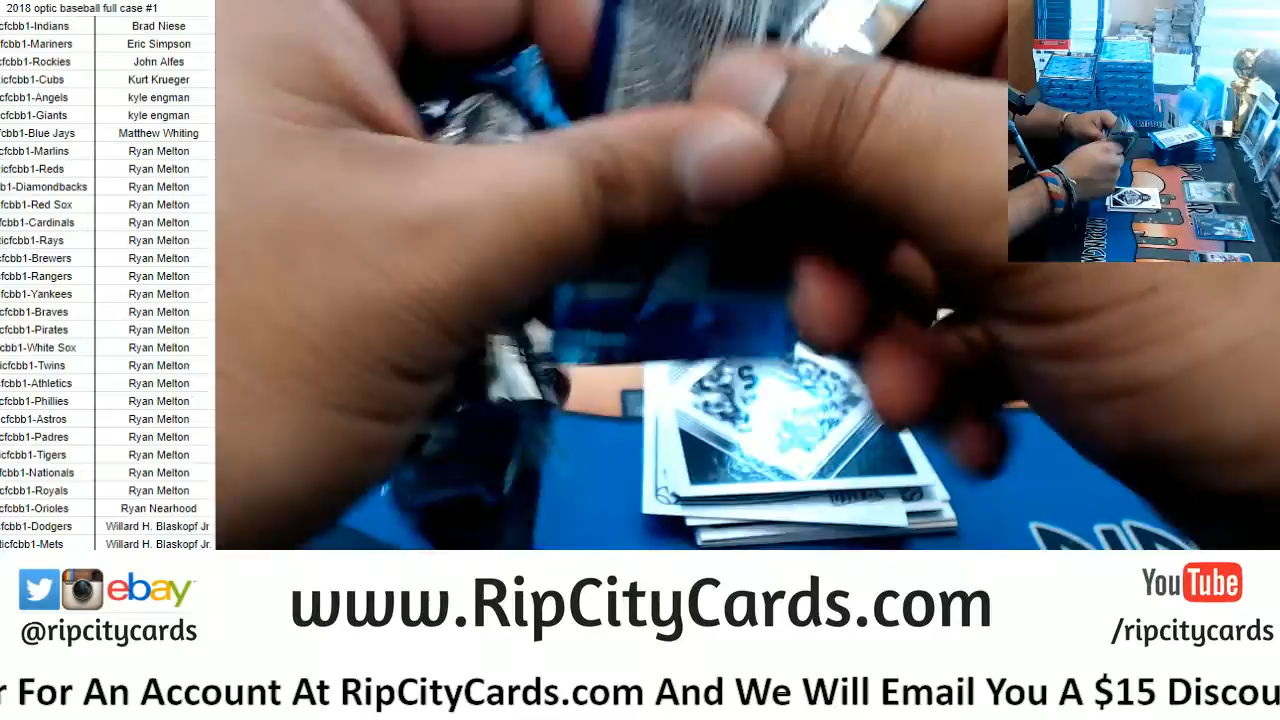 2018 optic baseball full case #1
cfcbb1-Indians Brad Niese
cfbb1-Mariners Eric Simpson
cfcbb1-Rockies John Alfes
icfcbb1-Cubs Kurt Krueger
cfcbb1-Angels kyle engman
cfcbb1-Giants kyle engman
fcbb1-Blue Jays Matthew Whiting
cfcbb1-Marlins Ryan Melton
icfcbb1-Reds Ryan Melton
bb1-Diamondbacks Ryan Melton
fcbb1-Red Sox Ryan Melton
fcbb1-Cardinals Ryan Melton
ticfcbb1-Rays Ryan Melton
cfcbb1-Brewers Ryan Melton
fcbb1-Rangers Ryan Melton
fcbb1-Yankees Ryan Melton
cfcbb1-Braves Ryan Melton
cfcbb1-Pirates Ryan Melton
cbb1-White Sox Ryan Melton
icfcbb1-Twins Ryan Melton
fcbb1-Athletics Ryan Melton
cfcbb1-Phillies Ryan Melton
cfcbb1-Astros Ryan Melton
cfcbb1-Padres Ryan Melton
cfcbb1-Tigers Ryan Melton
fcbb1-Nationals Ryan Melton
cfcbb1-Royals Ryan Melton
cfcbb1-Orioles Ryan Nearhood
cfcbb1-Dodgers Willard H. Blaskopf Jr
ticfcbb1-Mets Willard H. Blaskopf Jr.
ebay
@ripcitycards
www.RipCityCards.com
YouTube
/ripcitycards
r For An Account At RipCityCards.com And We Will Email You A $15 Discou